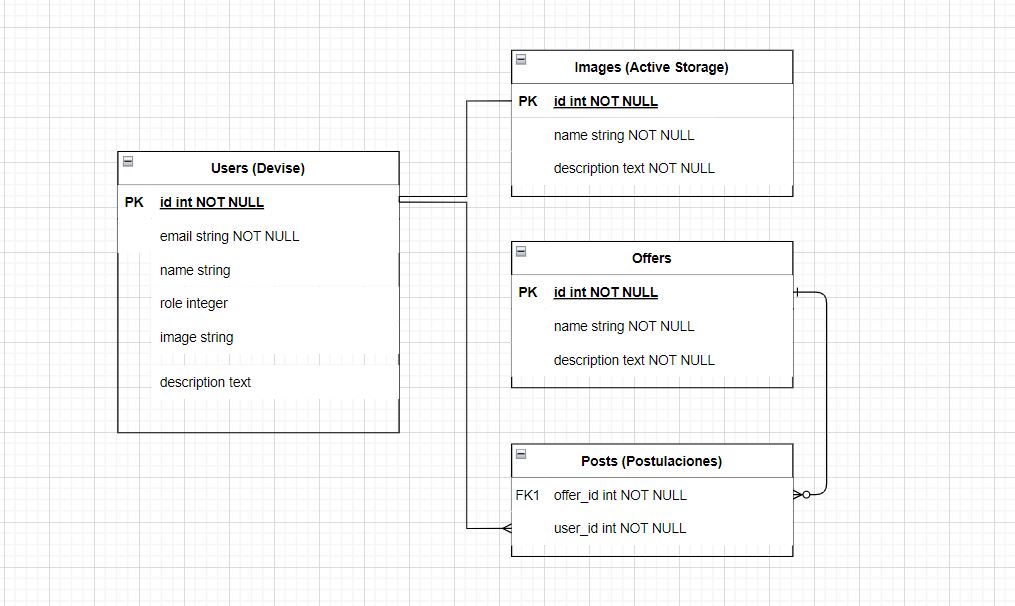 Users (Devise)
PK id int NOT NULL
email string NOT NULL
name string
role integer
image string
description text
Images (Active Storage)
PK id int NOT NULL
name string NOT NULL
description text NOT NULL
Offers
PK id int NOT NULL
name string NOT NULL
description text NOT NULL
Posts (Postulaciones)
FK1 offer_id int NOT NULL
user_id int NOT NULL